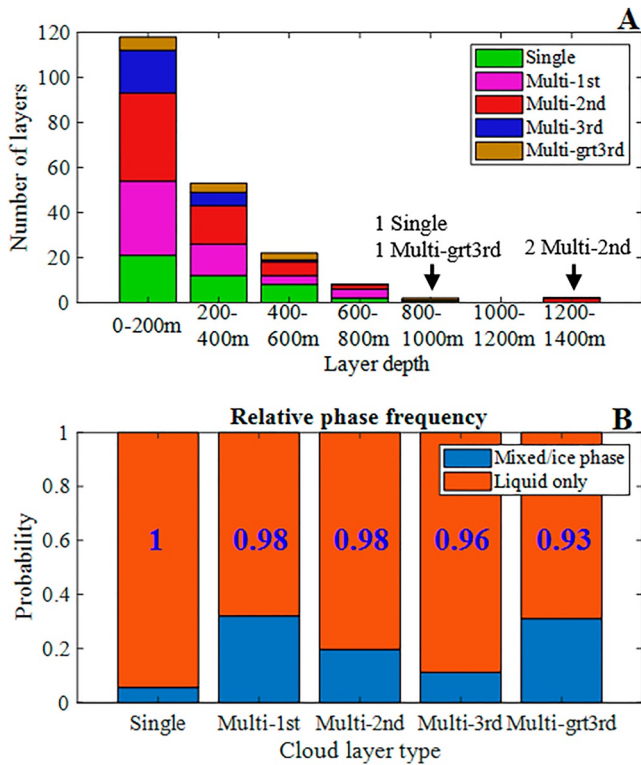 A
120
100
80
60
40
20
0
Number of layers
Single
Multi-1st
Multi-2nd
Multi-3rd
Multi-grt3rd
1 Single
1 Multi-grt3rd
2 Multi-2nd
0-200m
200-
400m
400-
600m
600-
800m
800-
1000m
1000-
1200m
1200-
1400m
Layer depth
Relative phase frequency
B
1
0.8
0.6
0.4
0.2
0
Probability
Mixed/ice phase
Liquid only
1
0.98
0.98
0.96
0.93
Single
Multi-1st
Multi-2nd
Multi-3rd
Multi-grt3rd
Cloud layer type